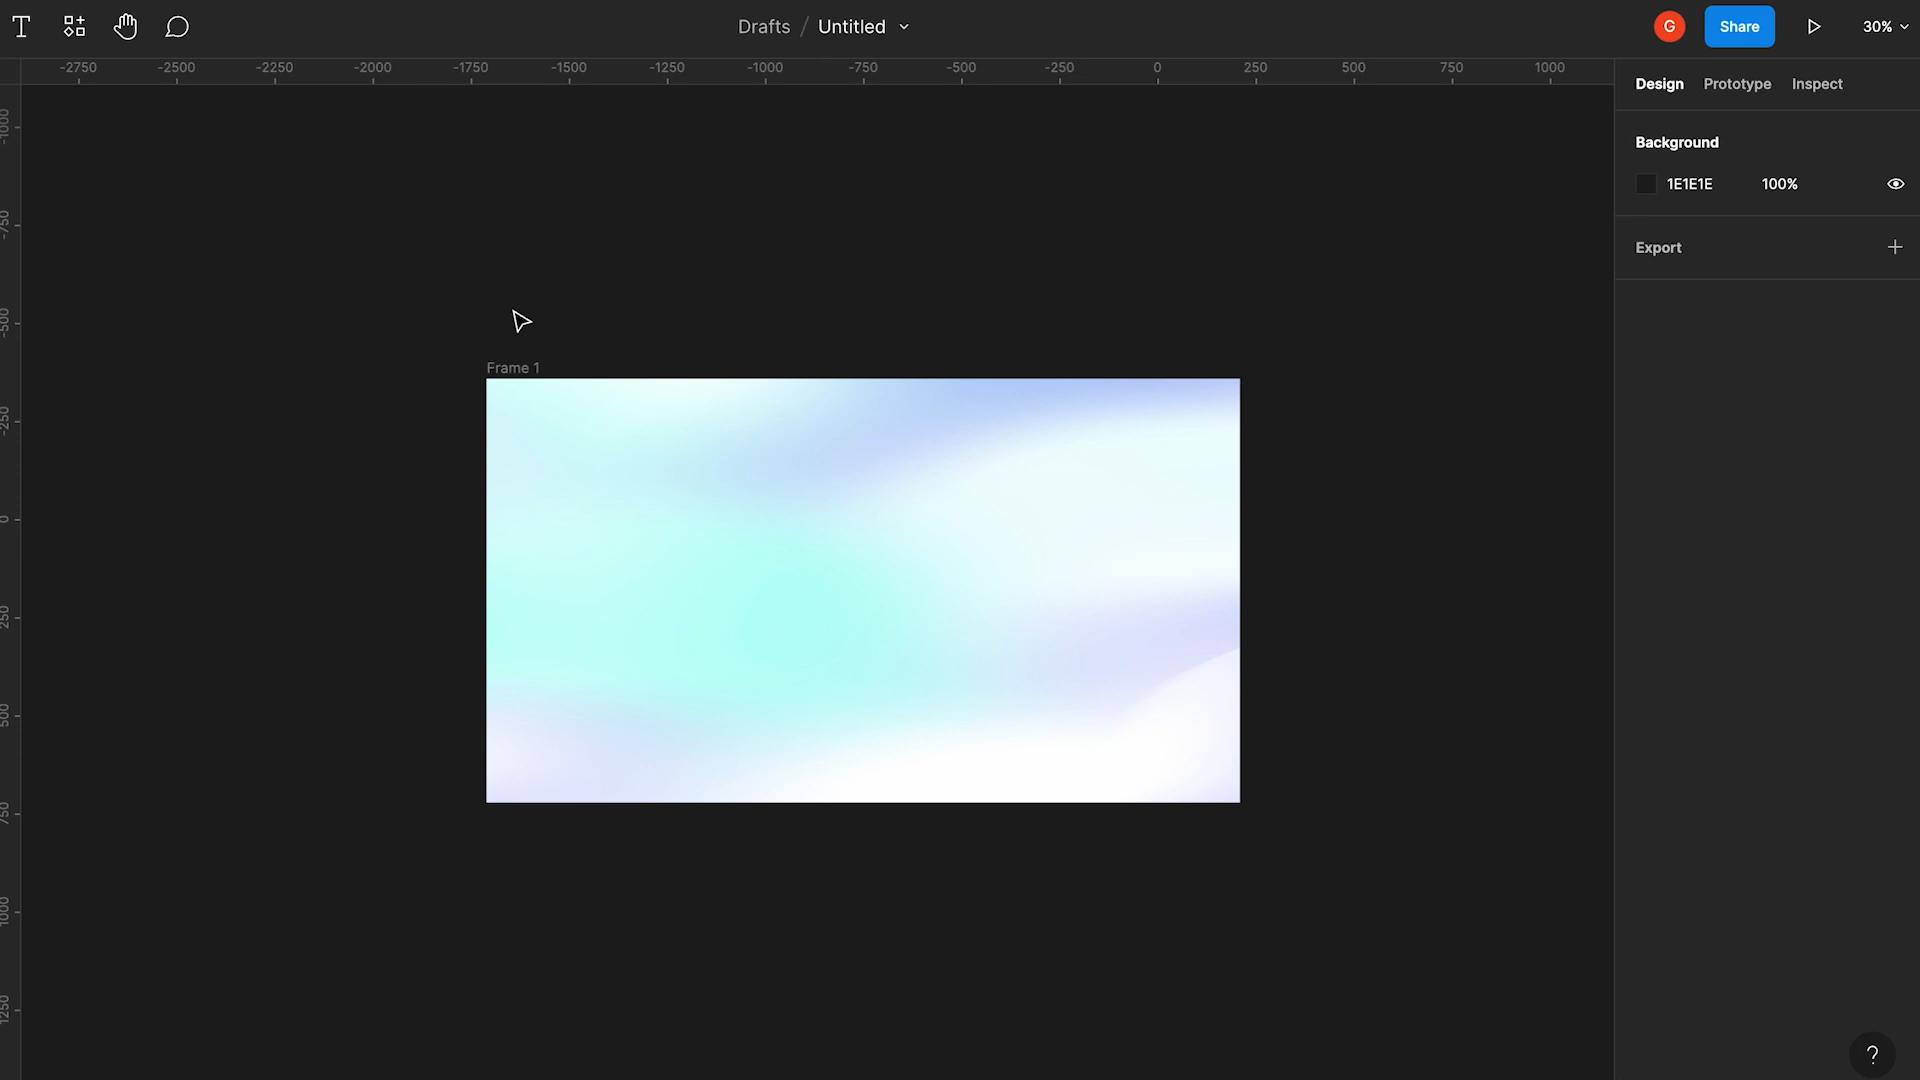 Drafts / Untitled
G
Share
30%
-2750 -2500 -2250 -2000 -1750 -1500 -1250 -1000 -750 -500 -250 0 250 500 750 1000
Design Prototype Inspect
Background
1E1E1E 100%
Export
-1000
-750
-500
-250
0
250
500
750
1000
1250
Frame 1
?